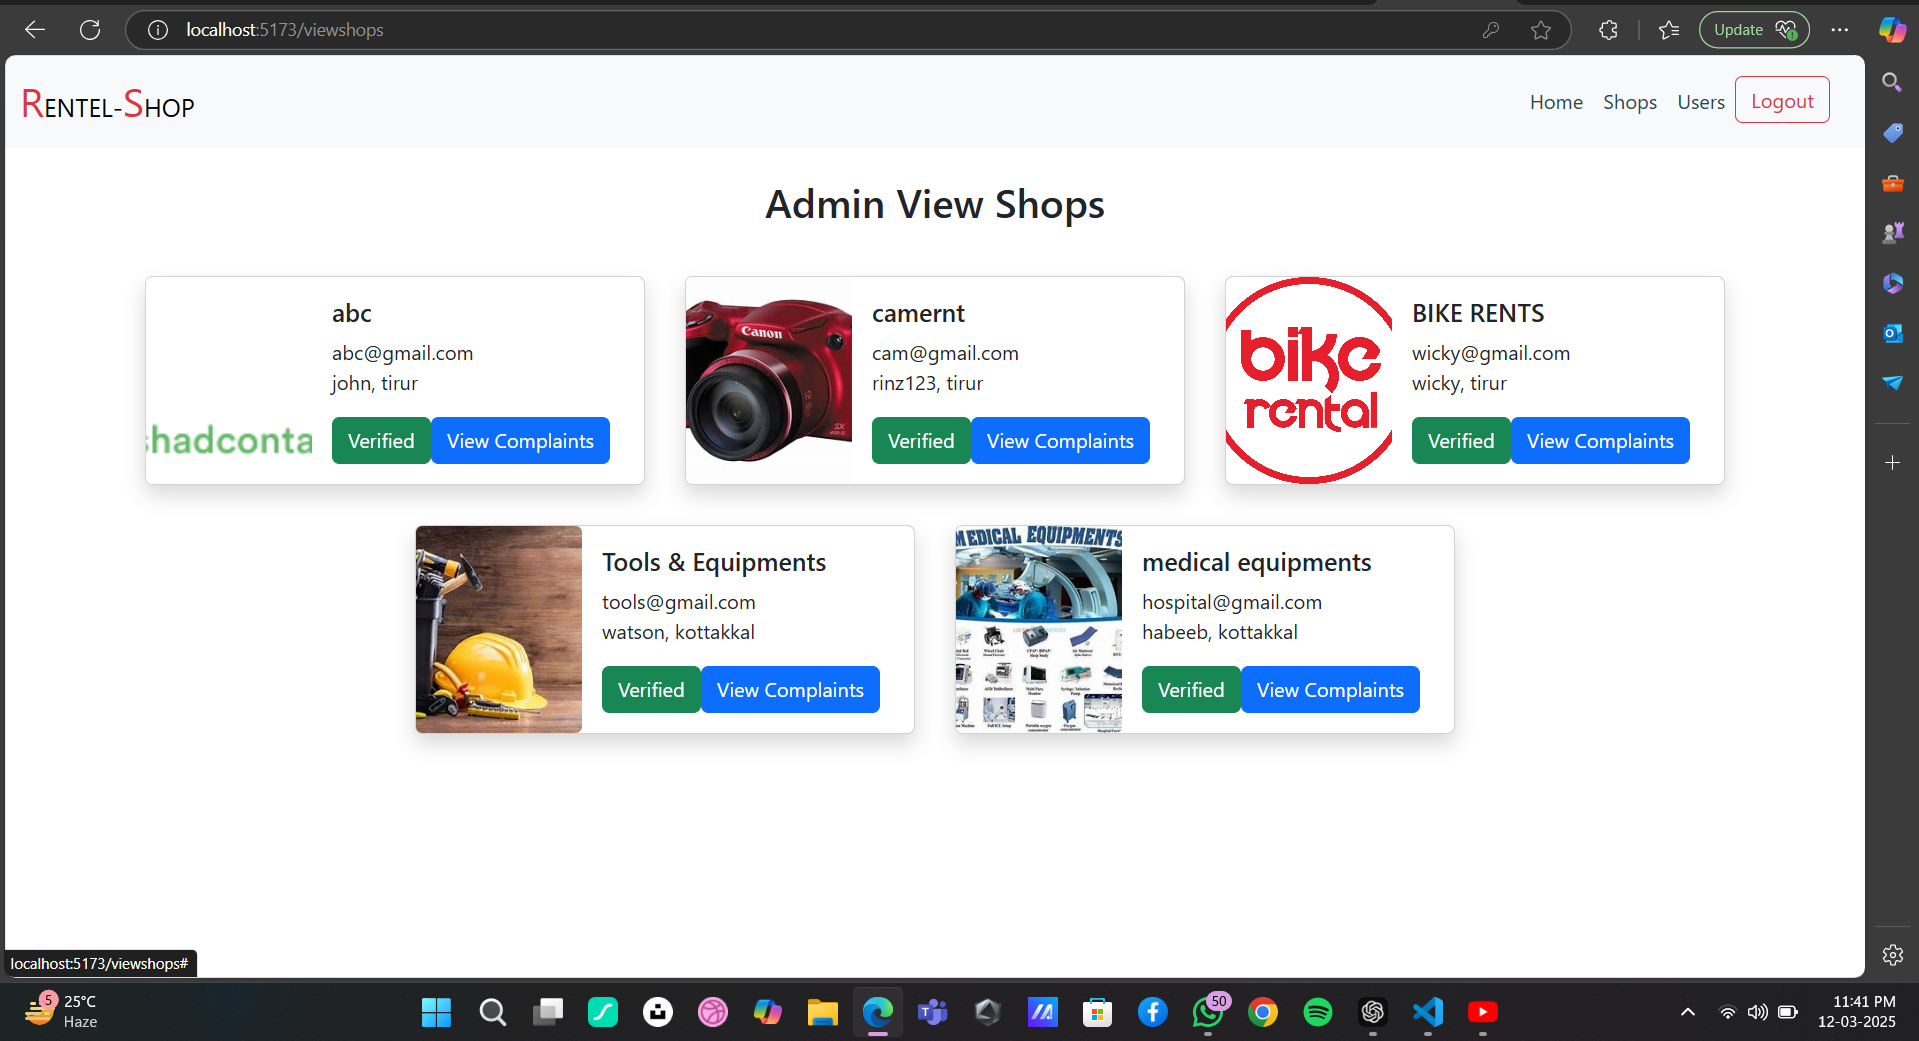 localhost:5173/viewshops
Update
RENTEL-SHOP
Home
Shops
Users
Logout
Admin View Shops
abc
abc@gmail.com
john, tirur
Verified
View Complaints
shadconta
camernt
cam@gmail.com
rinz123, tirur
Verified
View Complaints
Canon
SX
BIKE RENTS
wicky@gmail.com
wicky, tirur
Verified
View Complaints
bike
rental
Tools & Equipments
tools@gmail.com
watson, kottakkal
Verified
View Complaints
medical equipments
hospital@gmail.com
habeeb, kottakkal
Verified
View Complaints
MEDICAL EQUIPMENTS
localhost:5173/viewshops#
5
25°C
Haze
50
11:41 PM
12-03-2025